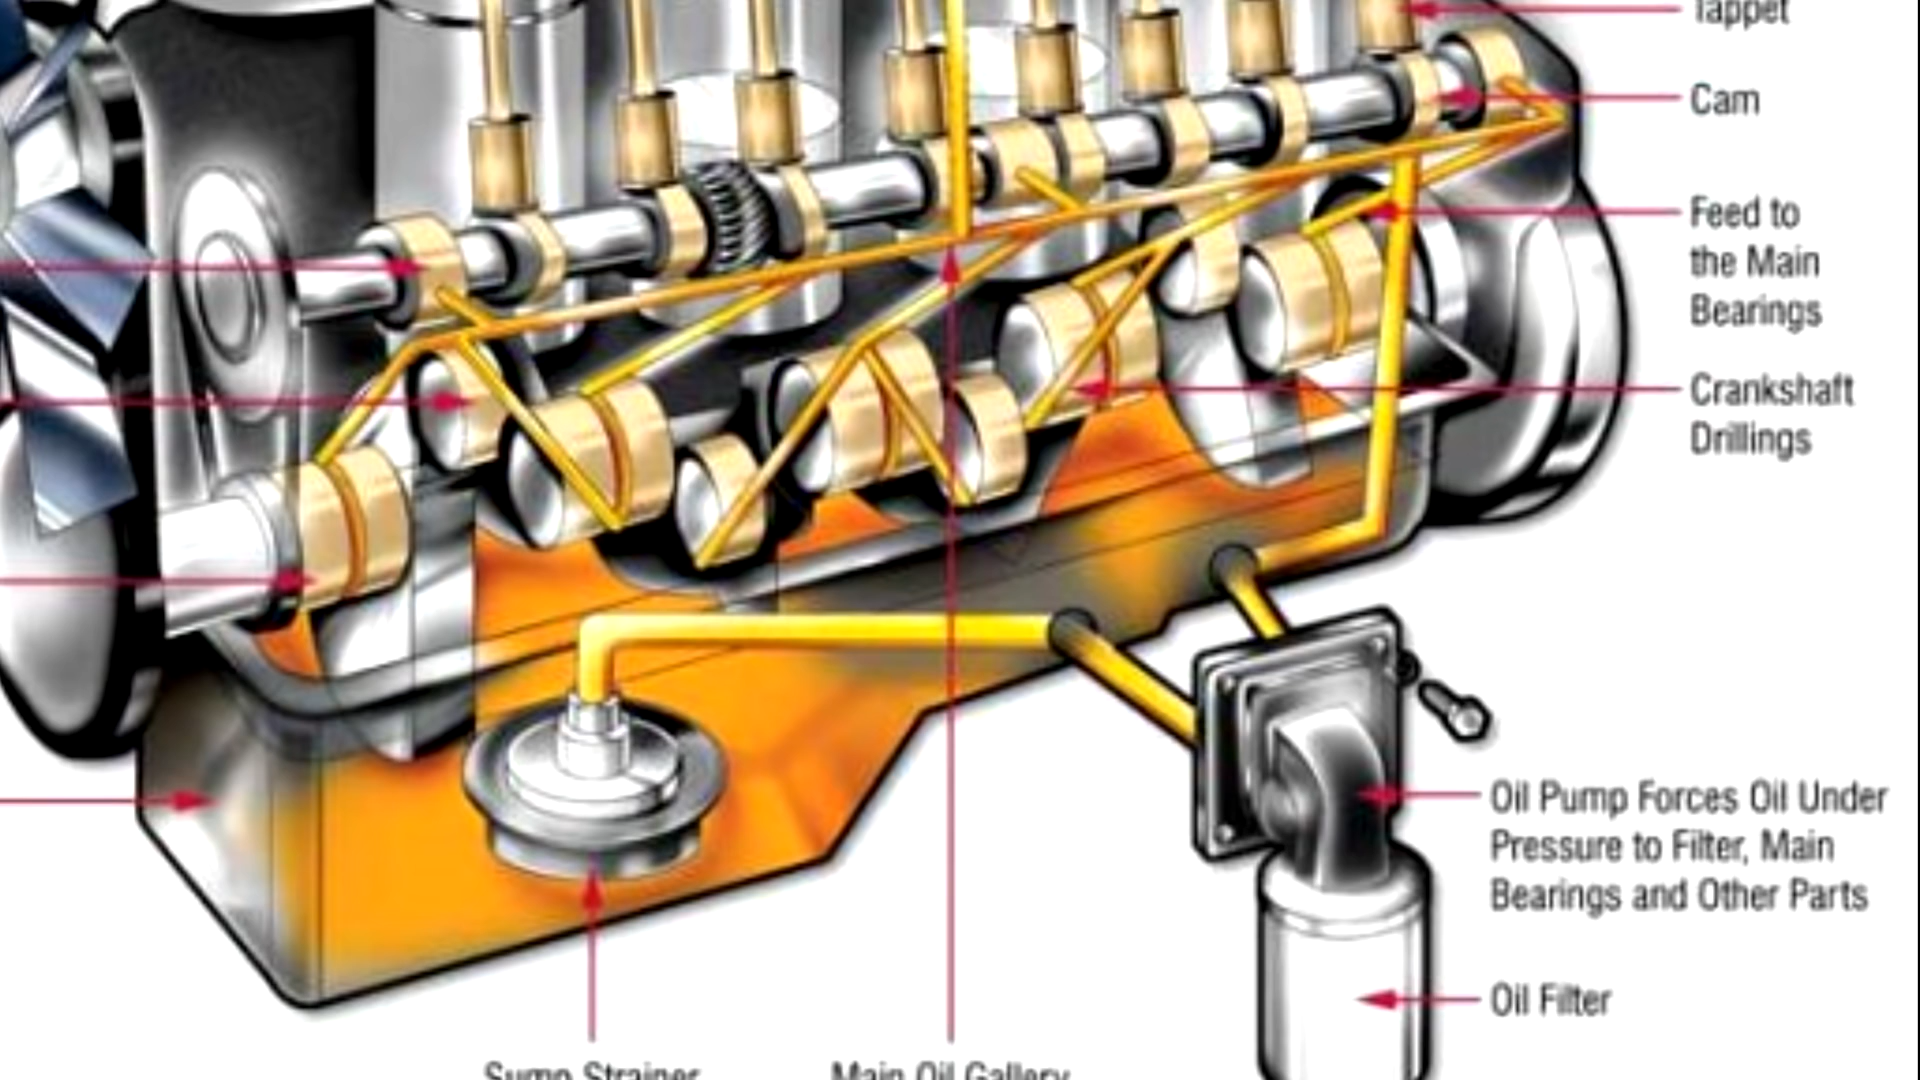 Tappet
Cam
Feed to
the Main
Bearings
Crankshaft
Drillings
Oil Pump Forces Oil Under
Pressure to Filter, Main
Bearings and Other Parts
Oil Filter
Sump Strainer
Main Oil Gallery